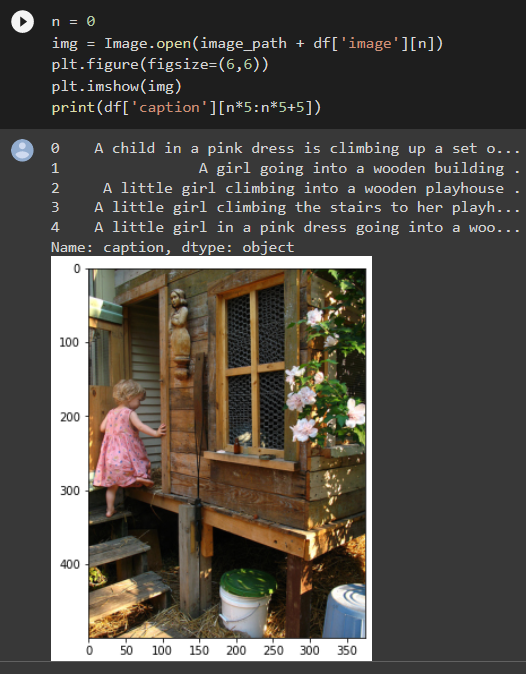 n = 0
img = Image.open(image_path + df['image'][n])
plt.figure(figsize=(6,6))
plt.imshow(img)
print(df['caption'][n*5:n*5+5])
0 A child in a pink dress is climbing up a set o...
1 A girl going into a wooden building .
2 A little girl climbing into a wooden playhouse .
3 A little girl climbing the stairs to her playh...
4 A little girl in a pink dress going into a woo...
Name: caption, dtype: object
0
100
200
300
400
0 50 100 150 200 250 300 350